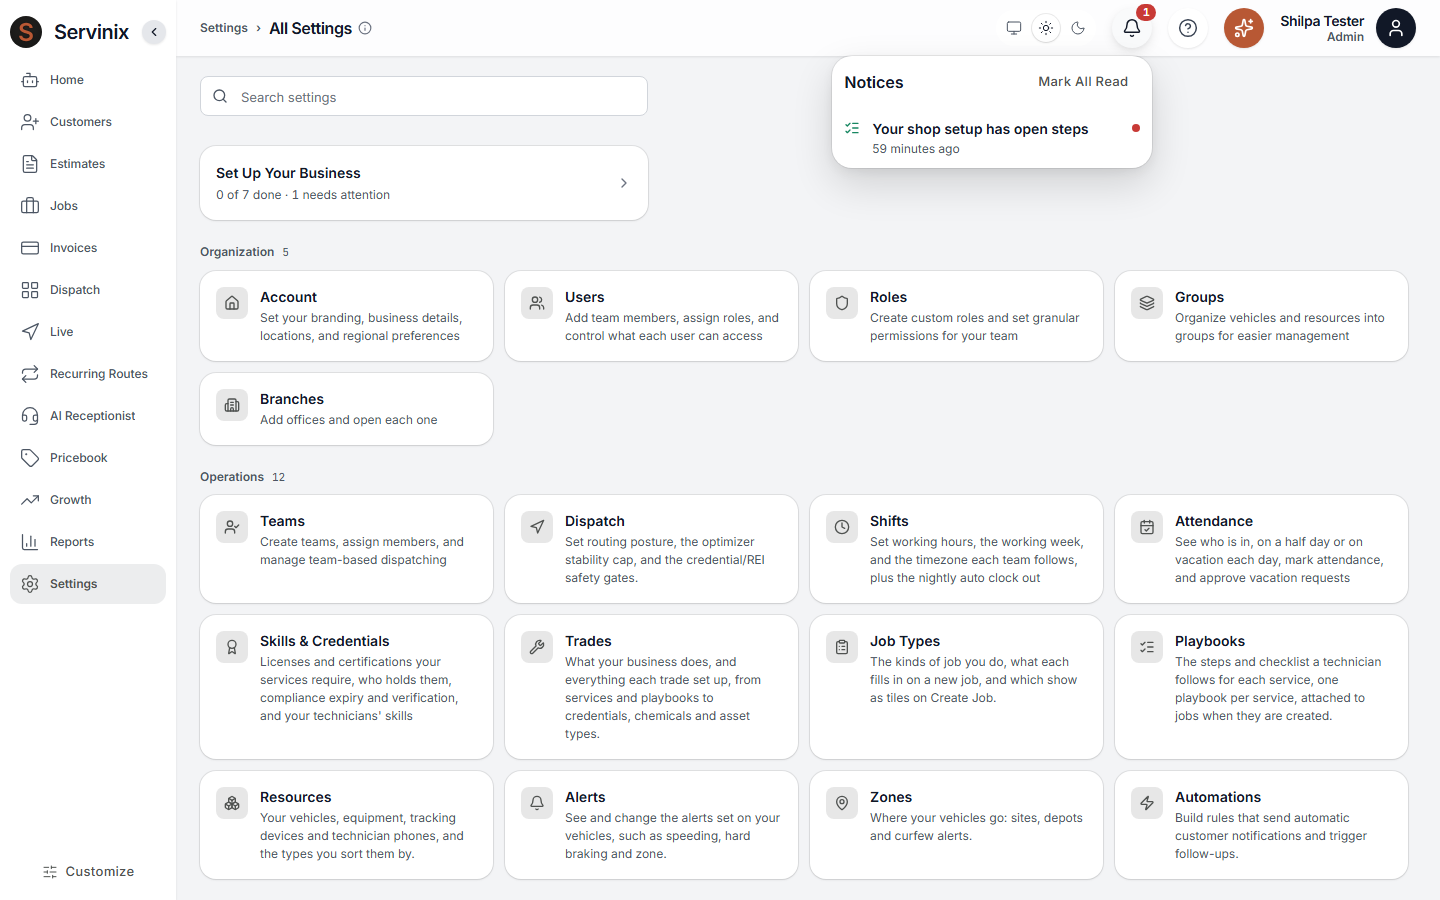 Servinix
Settings › All Settings
1
Shilpa Tester
Admin
Home
Customers
Estimates
Jobs
Invoices
Dispatch
Live
Recurring Routes
AI Receptionist
Pricebook
Growth
Reports
Settings
Customize
Search settings
Notices
Mark All Read
Your shop setup has open steps
59 minutes ago
Set Up Your Business
0 of 7 done · 1 needs attention
Organization 5
Account
Set your branding, business details,
locations, and regional preferences
Users
Add team members, assign roles, and
control what each user can access
Roles
Create custom roles and set granular
permissions for your team
Groups
Organize vehicles and resources into
groups for easier management
Branches
Add offices and open each one
Operations 12
Teams
Create teams, assign members, and
manage team-based dispatching
Dispatch
Set routing posture, the optimizer
stability cap, and the credential/REI
safety gates.
Shifts
Set working hours, the working week,
and the timezone each team follows,
plus the nightly auto clock out
Attendance
See who is in, on a half day or on
vacation each day, mark attendance,
and approve vacation requests
Skills & Credentials
Licenses and certifications your
services require, who holds them,
compliance expiry and verification,
and your technicians' skills
Trades
What your business does, and
everything each trade set up, from
services and playbooks to
credentials, chemicals and asset
types.
Job Types
The kinds of job you do, what each
fills in on a new job, and which show
as tiles on Create Job.
Playbooks
The steps and checklist a technician
follows for each service, one
playbook per service, attached to
jobs when they are created.
Resources
Your vehicles, equipment, tracking
devices and technician phones, and
the types you sort them by.
Alerts
See and change the alerts set on your
vehicles, such as speeding, hard
braking and zone.
Zones
Where your vehicles go: sites, depots
and curfew alerts.
Automations
Build rules that send automatic
customer notifications and trigger
follow-ups.